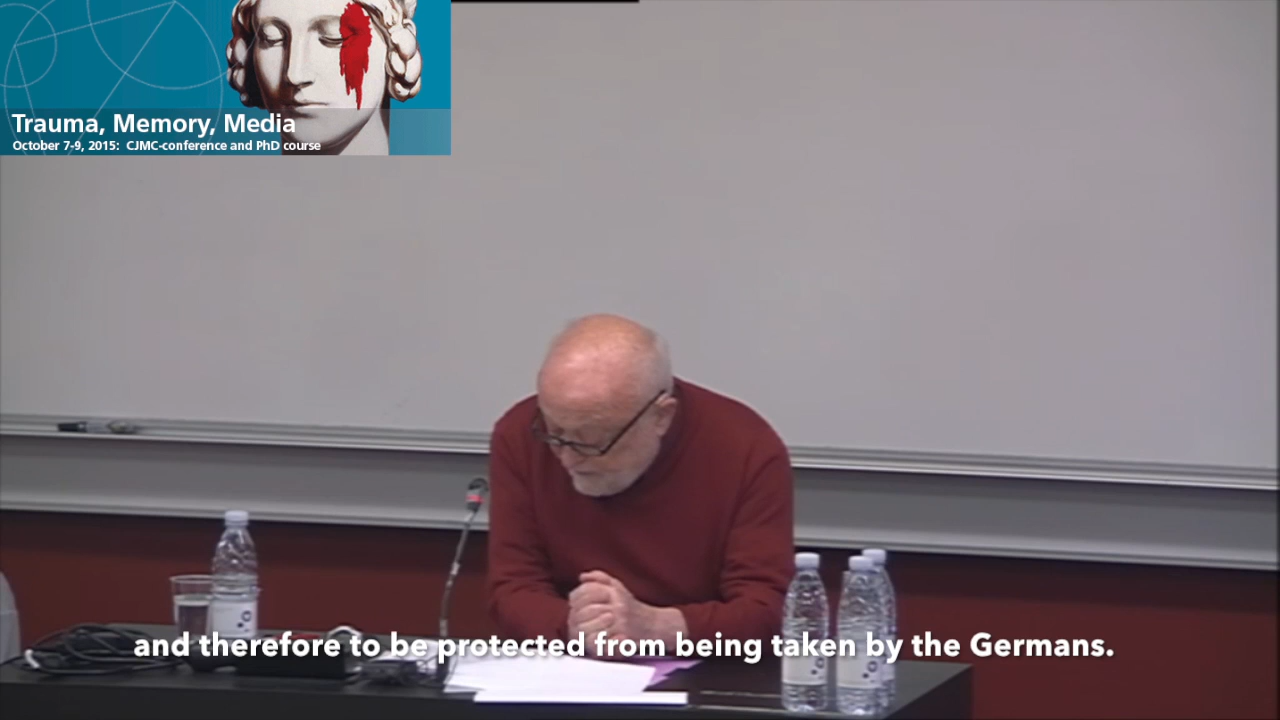 Trauma, Memory, Media
October 7-9, 2015: CJMC-conference and PhD course
and therefore to be protected from being taken by the Germans.